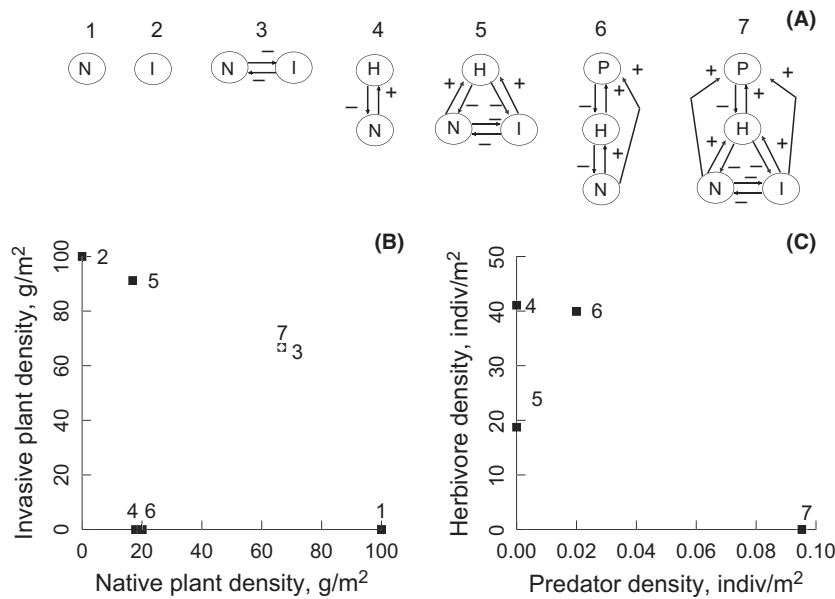 1 2 3 4 5 6 7 (A)
N I N − − I H − + N H + − − + N − − I P − + + H − + N P + + − + H + − − + N − − I
(B)
Invasive plant density, g/m²
0 20 40 60 80 100
2
5
7
3
4 6 1
0 20 40 60 80 100
Native plant density, g/m²
(C)
Herbivore density, indiv/m²
0 10 20 30 40 50
4
6
5
7
0.00 0.02 0.04 0.06 0.08 0.10
Predator density, indiv/m²